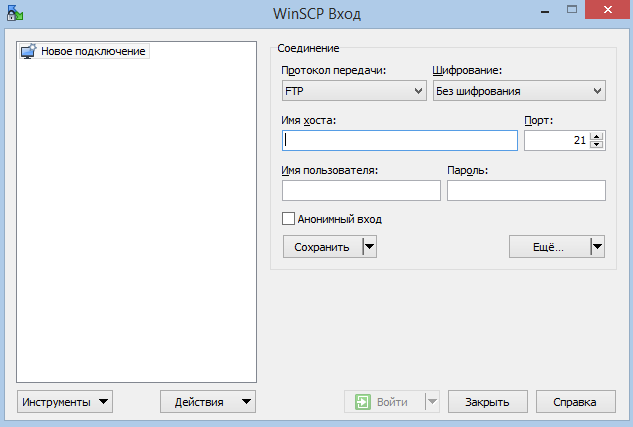 WinSCP Вход
Новое подключение
Соединение
Протокол передачи: Шифрование:
FTP Без шифрования
Имя хоста: Порт:
21
Имя пользователя: Пароль:
Анонимный вход
Сохранить Ещё...
Инструменты Действия Войти Закрыть Справка